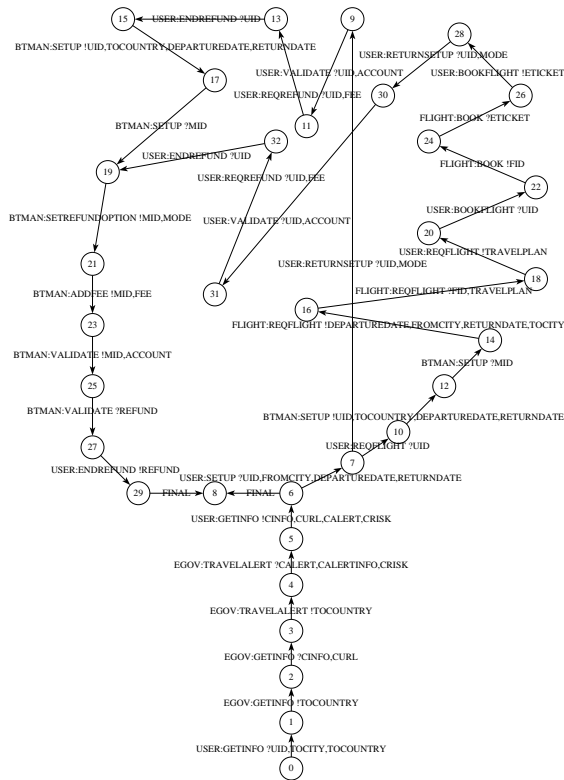 15
USER:ENDREFUND ?UID
13
9
28
BTMAN:SETUP !UID,TOCOUNTRY,DEPARTUREDATE,RETURNDATE
USER:RETURNSETUP ?UID,MODE
17
USER:VALIDATE ?UID,ACCOUNT
USER:BOOKFLIGHT !ETICKET
USER:REQREFUND ?UID,FEE
30
26
BTMAN:SETUP ?MID
11
FLIGHT:BOOK ?ETICKET
32
24
USER:ENDREFUND ?UID
19
USER:REQREFUND ?UID,FEE
FLIGHT:BOOK !FID
22
BTMAN:SETREFUNDOPTION !MID,MODE
USER:VALIDATE ?UID,ACCOUNT
USER:BOOKFLIGHT ?UID
20
USER:REQFLIGHT !TRAVELPLAN
21
USER:RETURNSETUP ?UID,MODE
18
BTMAN:ADDFEE !MID,FEE
31
FLIGHT:REQFLIGHT ?FID,TRAVELPLAN
16
23
FLIGHT:REQFLIGHT !DEPARTUREDATE,FROMCITY,RETURNDATE,TOCITY
14
BTMAN:VALIDATE !MID,ACCOUNT
BTMAN:SETUP ?MID
25
12
BTMAN:VALIDATE ?REFUND
BTMAN:SETUP !UID,TOCOUNTRY,DEPARTUREDATE,RETURNDATE
10
27
USER:REQFLIGHT ?UID
7
USER:ENDREFUND !REFUND
USER:SETUP ?UID,FROMCITY,DEPARTUREDATE,RETURNDATE
29
FINAL
8
FINAL
6
USER:GETINFO !CINFO,CURL,CALERT,CRISK
5
EGOV:TRAVELALERT ?CALERT,CALERTINFO,CRISK
4
EGOV:TRAVELALERT !TOCOUNTRY
3
EGOV:GETINFO ?CINFO,CURL
2
EGOV:GETINFO !TOCOUNTRY
1
USER:GETINFO ?UID,TOCITY,TOCOUNTRY
0